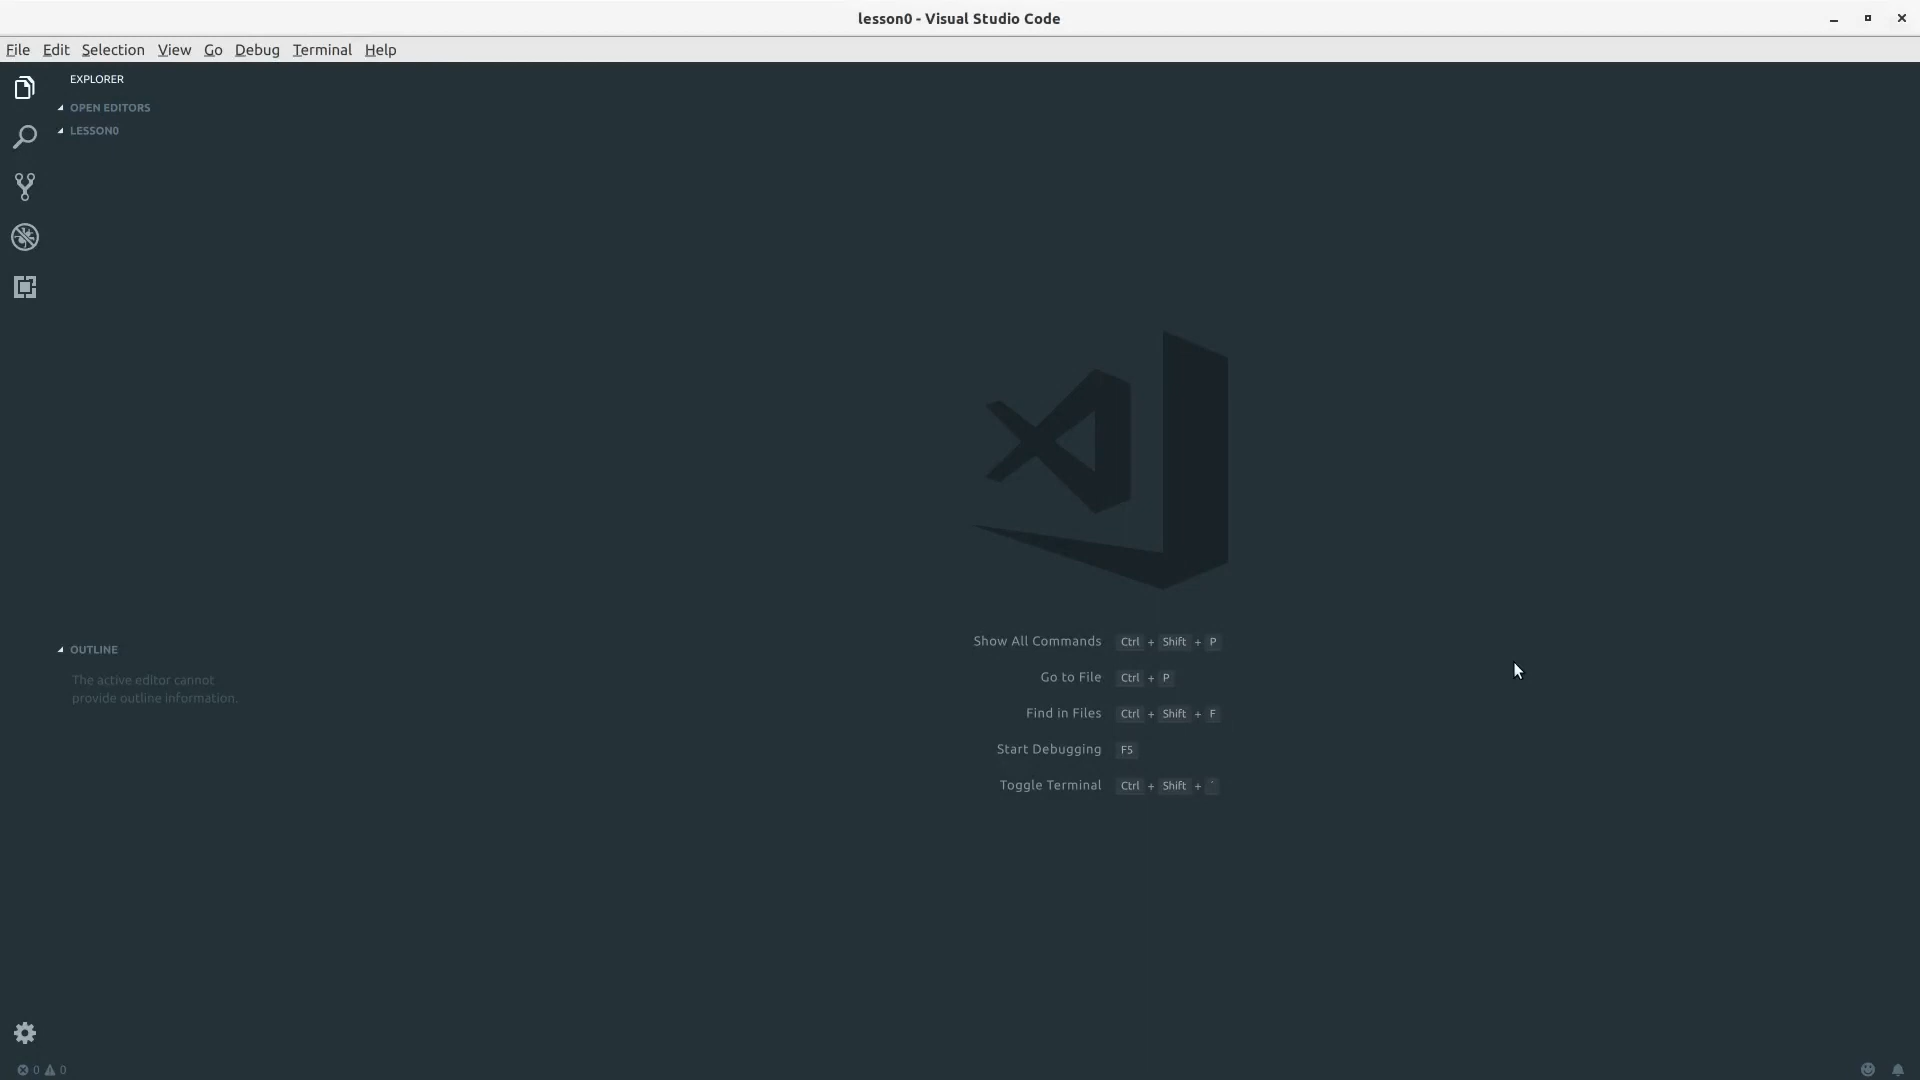 lesson0 - Visual Studio Code
File Edit Selection View Go Debug Terminal Help
EXPLORER
OPEN EDITORS
LESSON0
OUTLINE
The active editor cannot
provide outline information.
Show All Commands Ctrl + Shift + P
Go to File Ctrl + P
Find in Files Ctrl + Shift + F
Start Debugging F5
Toggle Terminal Ctrl + Shift + `
0 0